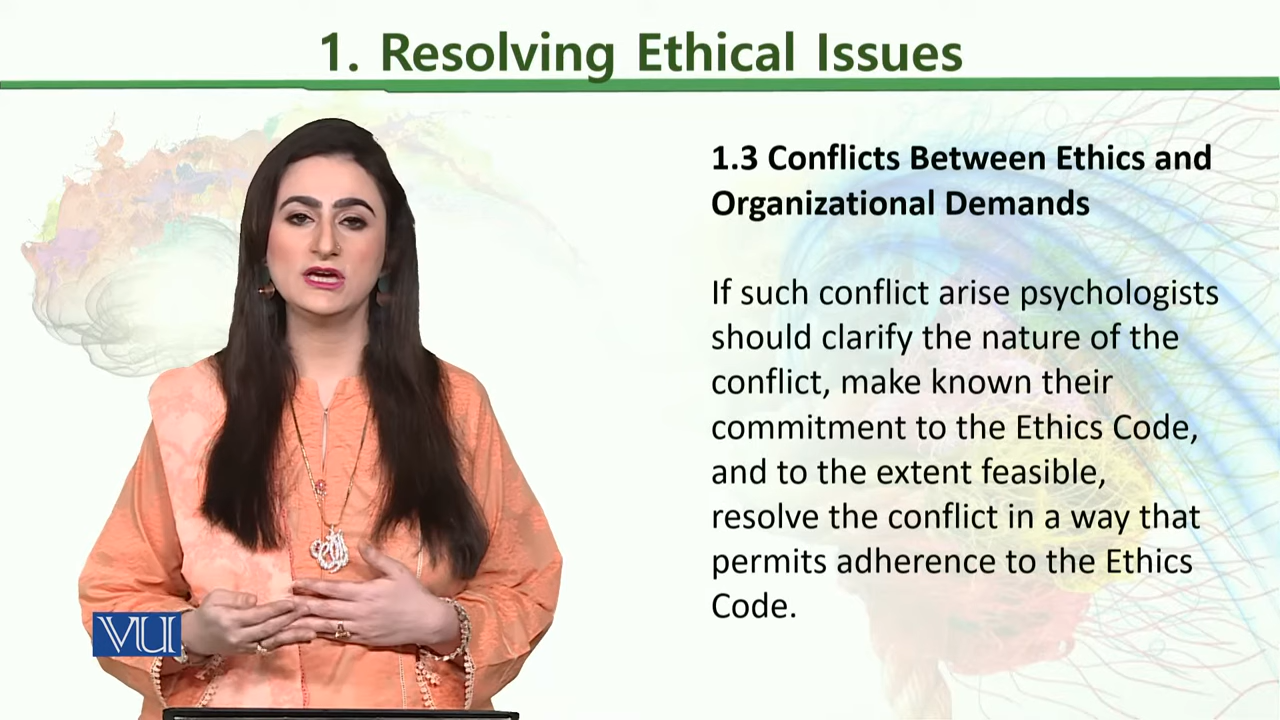 1. Resolving Ethical Issues
1.3 Conflicts Between Ethics and
Organizational Demands
If such conflict arise psychologists
should clarify the nature of the
conflict, make known their
commitment to the Ethics Code,
and to the extent feasible,
resolve the conflict in a way that
permits adherence to the Ethics
Code.
VU